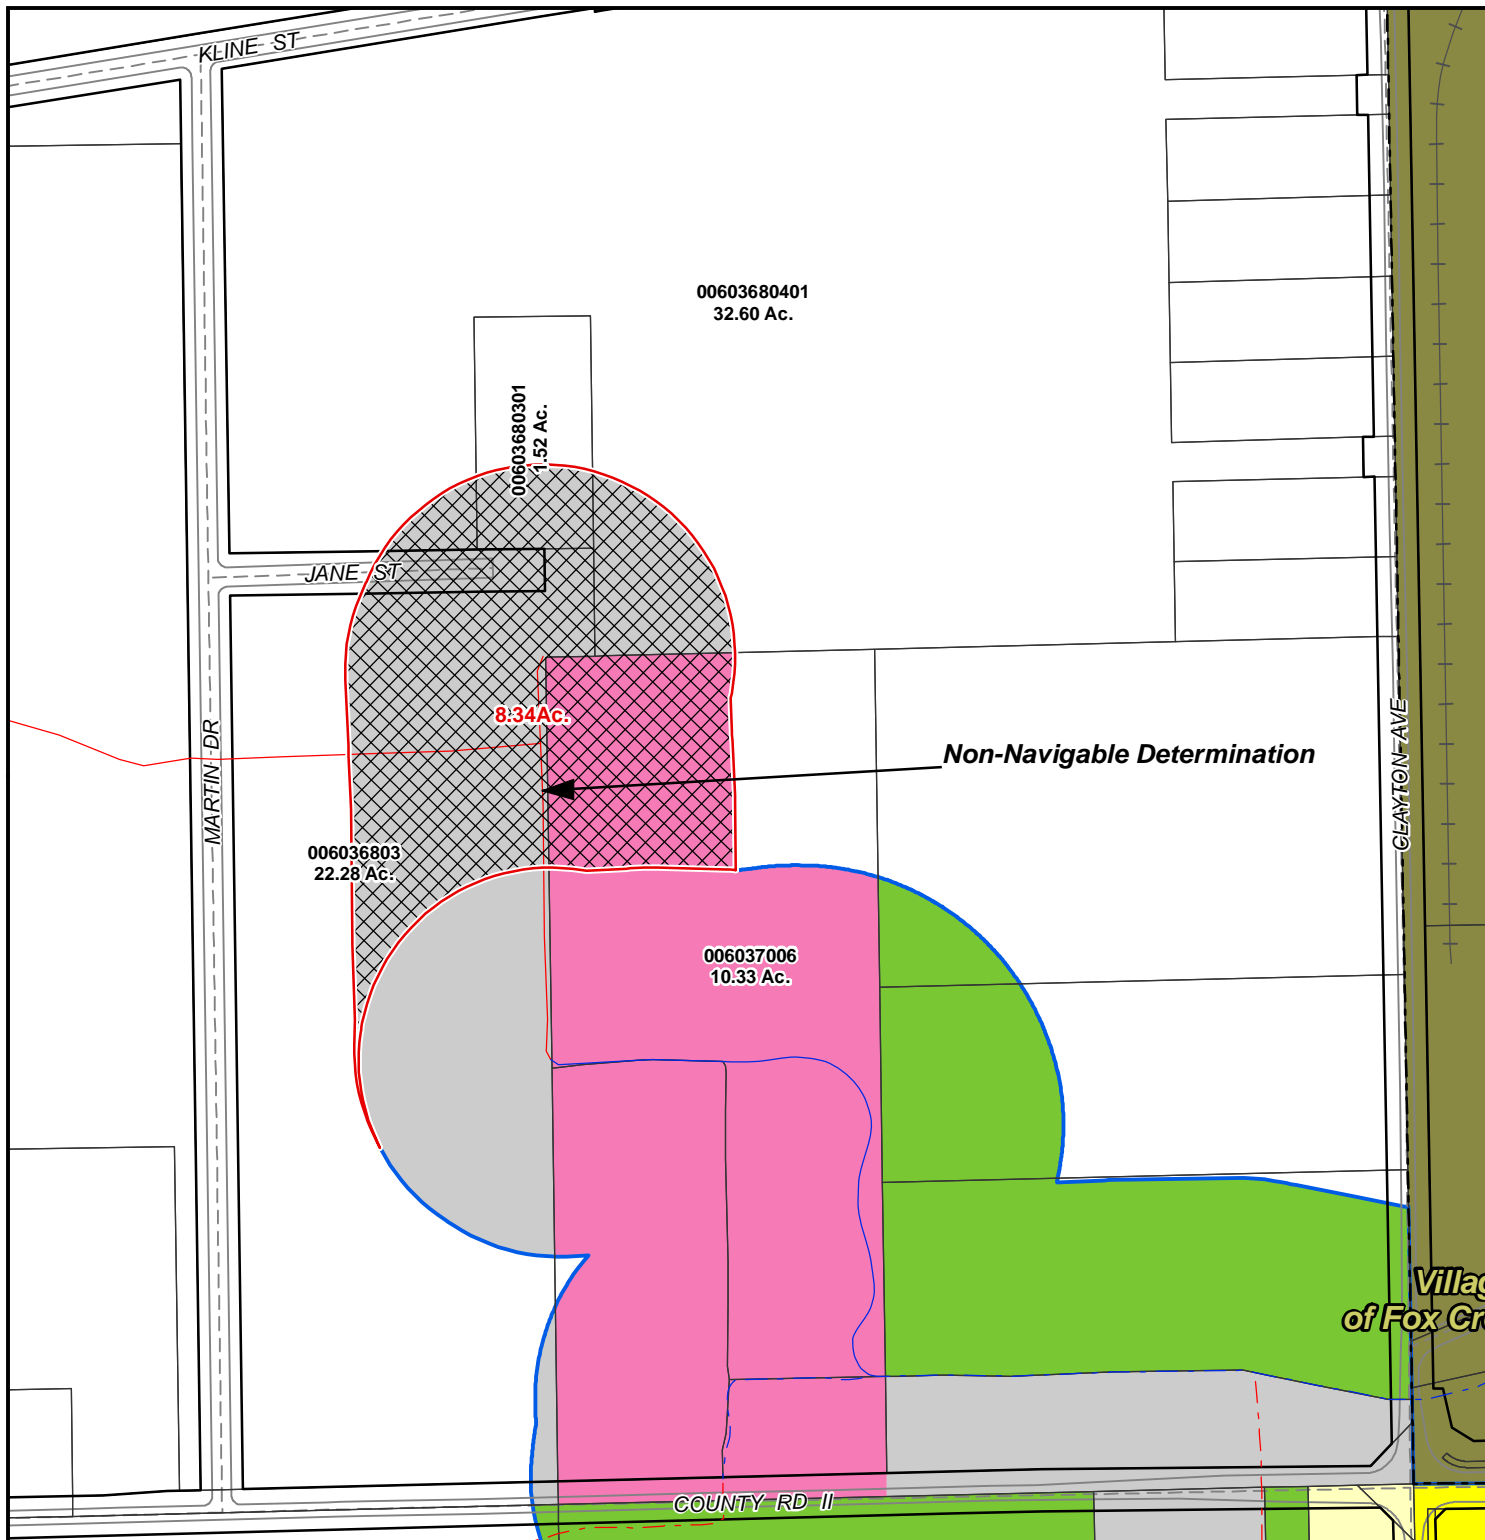 KLINE ST
00603680401
32.60 Ac.
00603680301
1.52 Ac.
JANE ST
8.34Ac.
MARTIN DR
Non-Navigable Determination
CLAYTON AVE
006036803
22.28 Ac.
006037006
10.33 Ac.
of Fox
COUNTY RD II